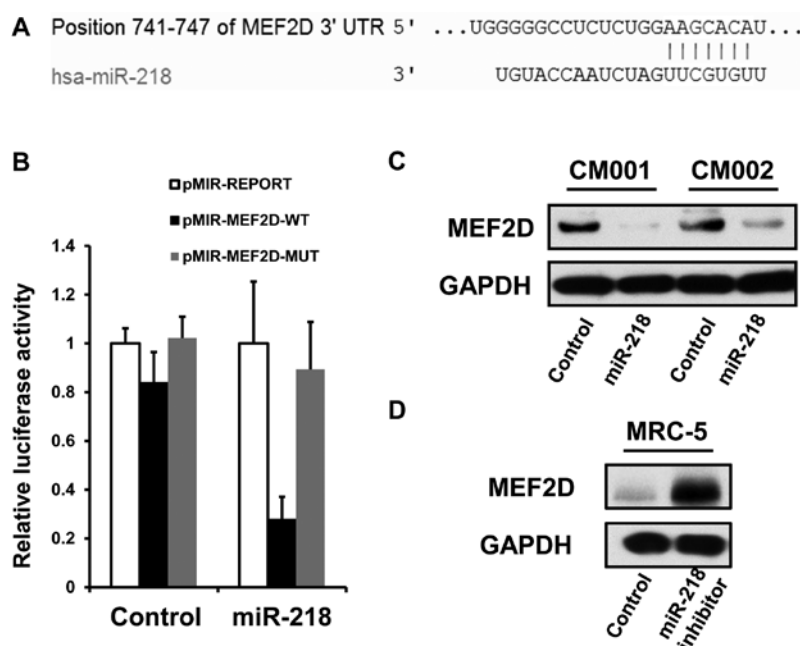 A
Position 741-747 of MEF2D 3' UTR 5' ...UGGGGGCCUCUCUGGAAGCACAU...
hsa-miR-218 3' UGUACCAAUCUAGUUCGUGUU
B
pMIR-REPORT
pMIR-MEF2D-WT
pMIR-MEF2D-MUT
Relative luciferase activity
1.4
1.2
1
0.8
0.6
0.4
0.2
0
Control miR-218
C
CM001 CM002
MEF2D
GAPDH
Control miR-218 Control miR-218
D
MRC-5
MEF2D
GAPDH
Control miR-218 inhibitor